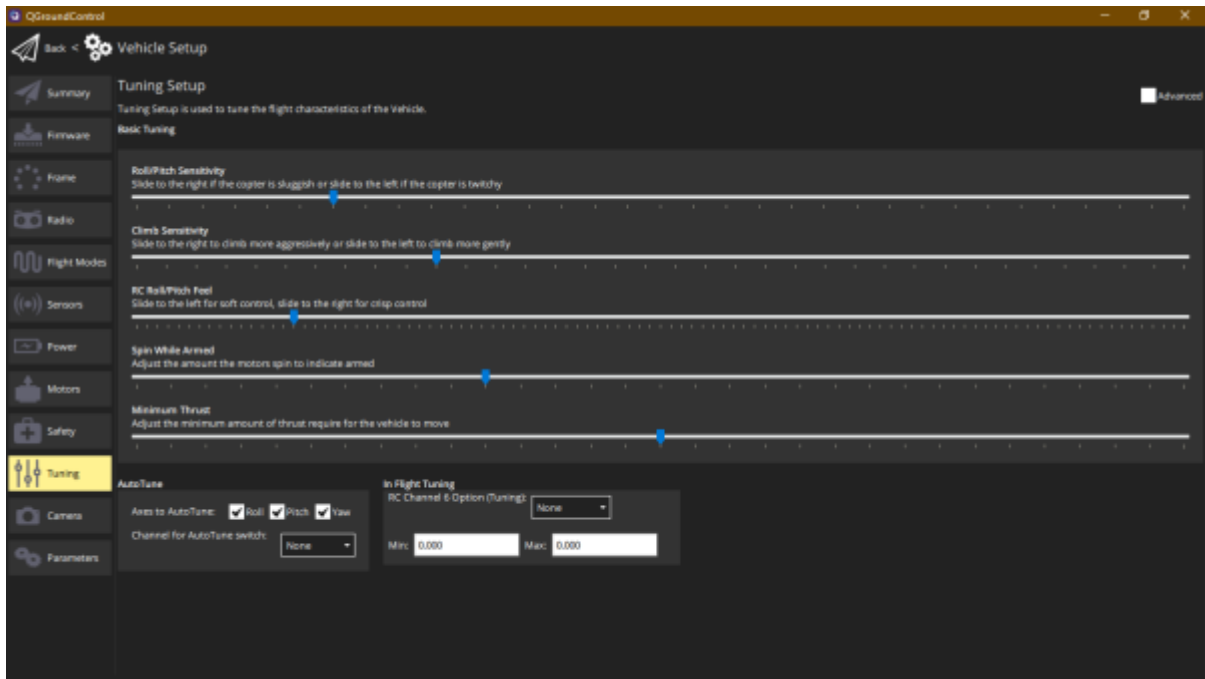 QGroundControl
Back < Vehicle Setup
Summary
Firmware
Frame
Radio
Flight Modes
Sensors
Power
Motors
Safety
Tuning
Camera
Parameters
Tuning Setup
Tuning Setup is used to tune the flight characteristics of the Vehicle.
Advanced
Basic Tuning
Roll/Pitch Sensitivity
Slide to the right if the copter is sluggish or slide to the left if the copter is twitchy
Climb Sensitivity
Slide to the right to climb more aggressively or slide to the left to climb more gently
RC Roll/Pitch Feel
Slide to the left for soft control, slide to the right for crisp control
Spin While Armed
Adjust the amount the motors spin to indicate armed
Minimum Thrust
Adjust the minimum amount of thrust require for the vehicle to move
AutoTune
Axes to AutoTune: Roll Pitch Yaw
Channel for AutoTune switch: None
In Flight Tuning
RC Channel 6 Option (Tuning): None
Min: 0.000 Max: 0.000